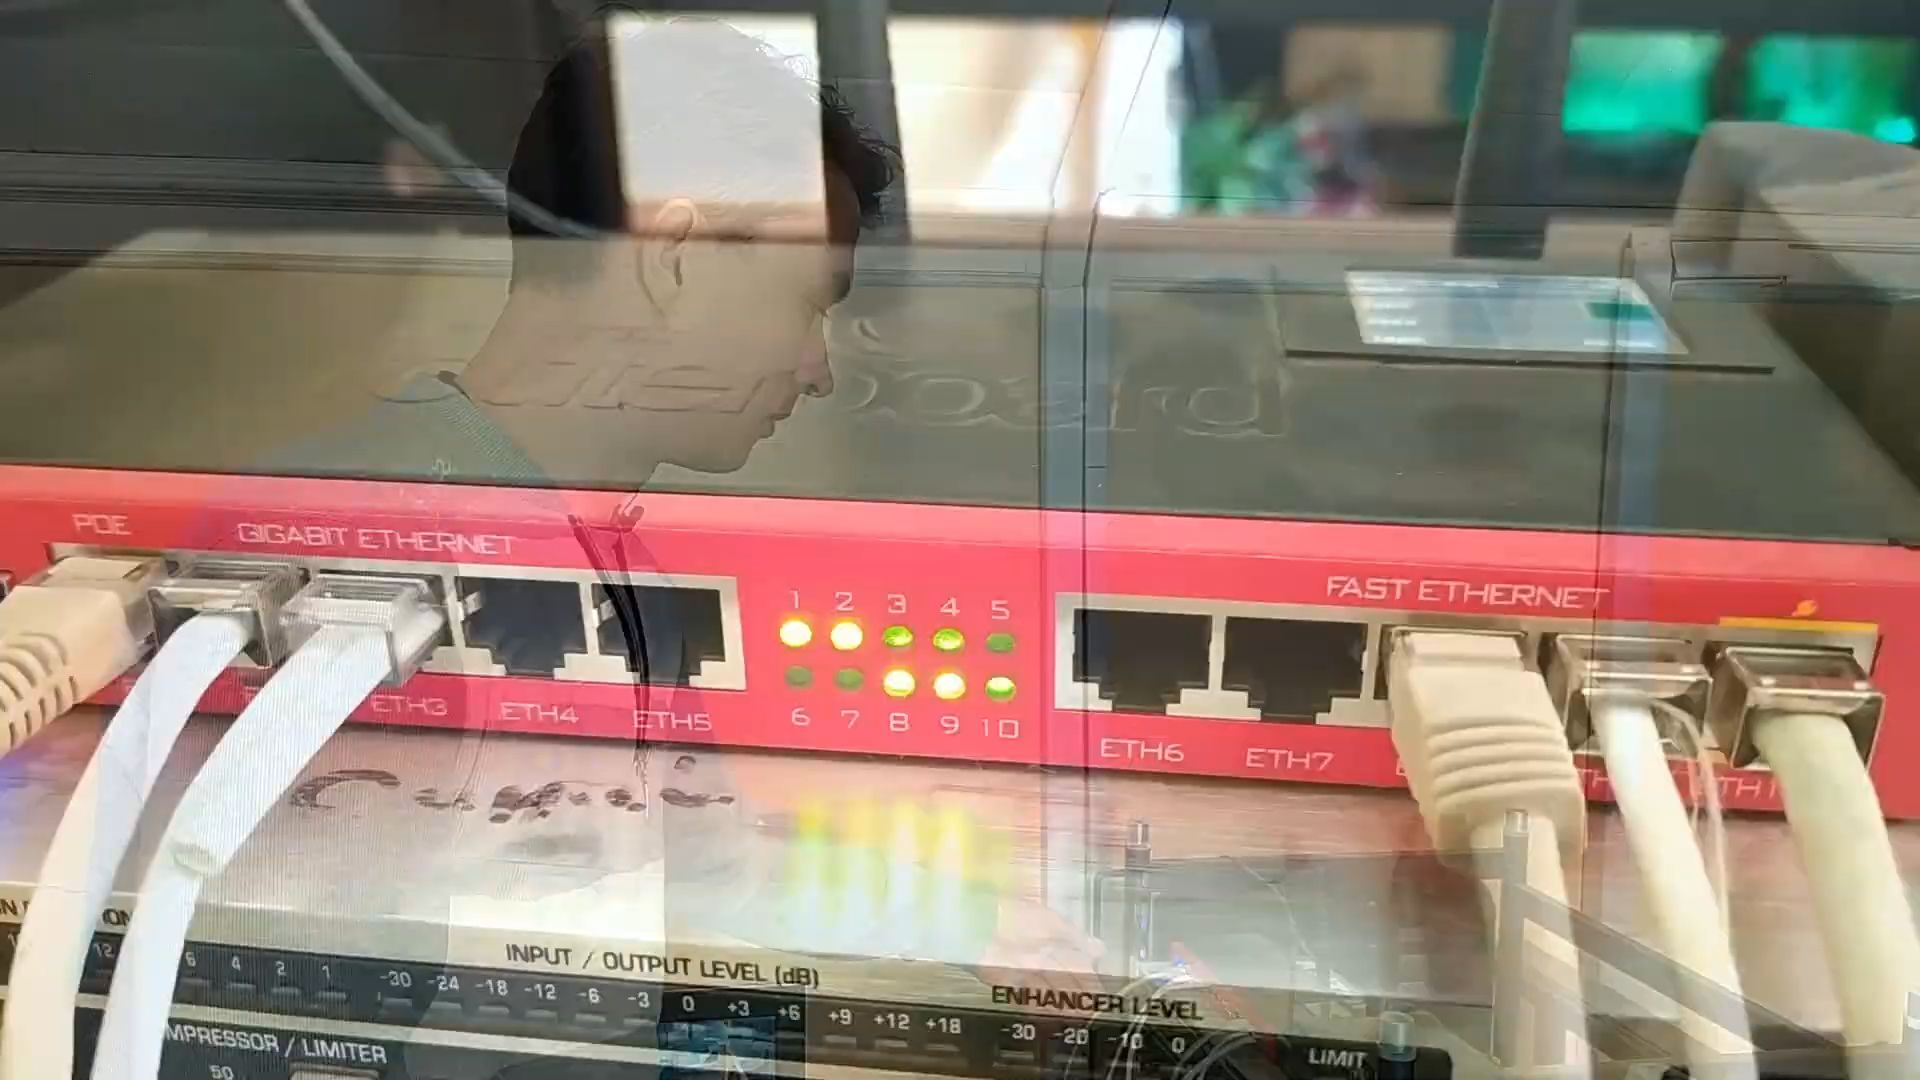 POE
GIGABIT ETHERNET
ETH3
ETH4
ETH5
1 2 3 4 5
6 7 8 9 10
FAST ETHERNET
ETH6
ETH7
INPUT / OUTPUT LEVEL (dB)
12 6 4 2 1 -30 -24 -18 -12 -6 -3 0 +3 +6 +9 +12 +18
ENHANCER LEVEL
-30 -20 -10 0
LIMIT
MPRESSOR / LIMITER
50